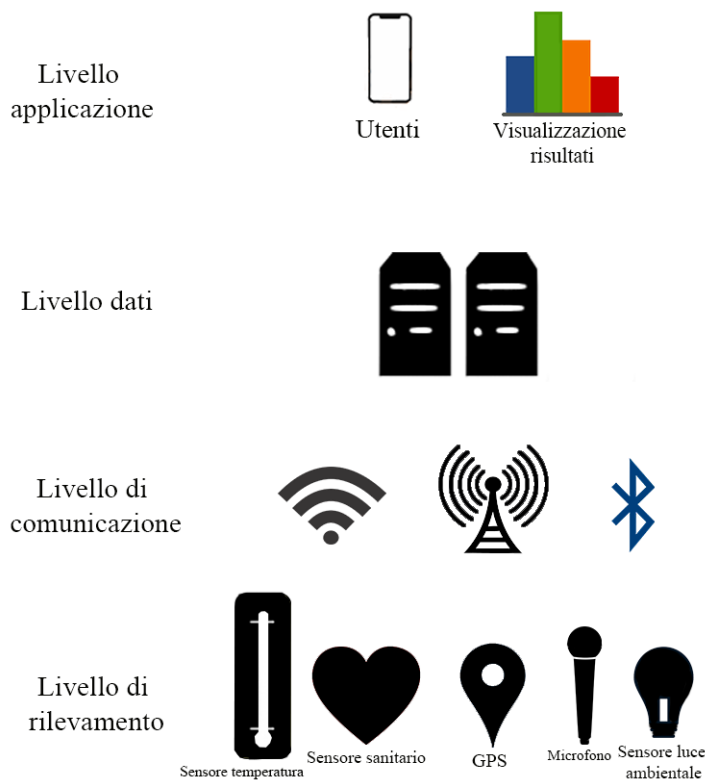 Livello
applicazione
Utenti
Visualizzazione
risultati
Livello dati
Livello di
comunicazione
Livello di
rilevamento
Sensore temperatura
Sensore sanitario
GPS
Microfono
Sensore luce
ambientale